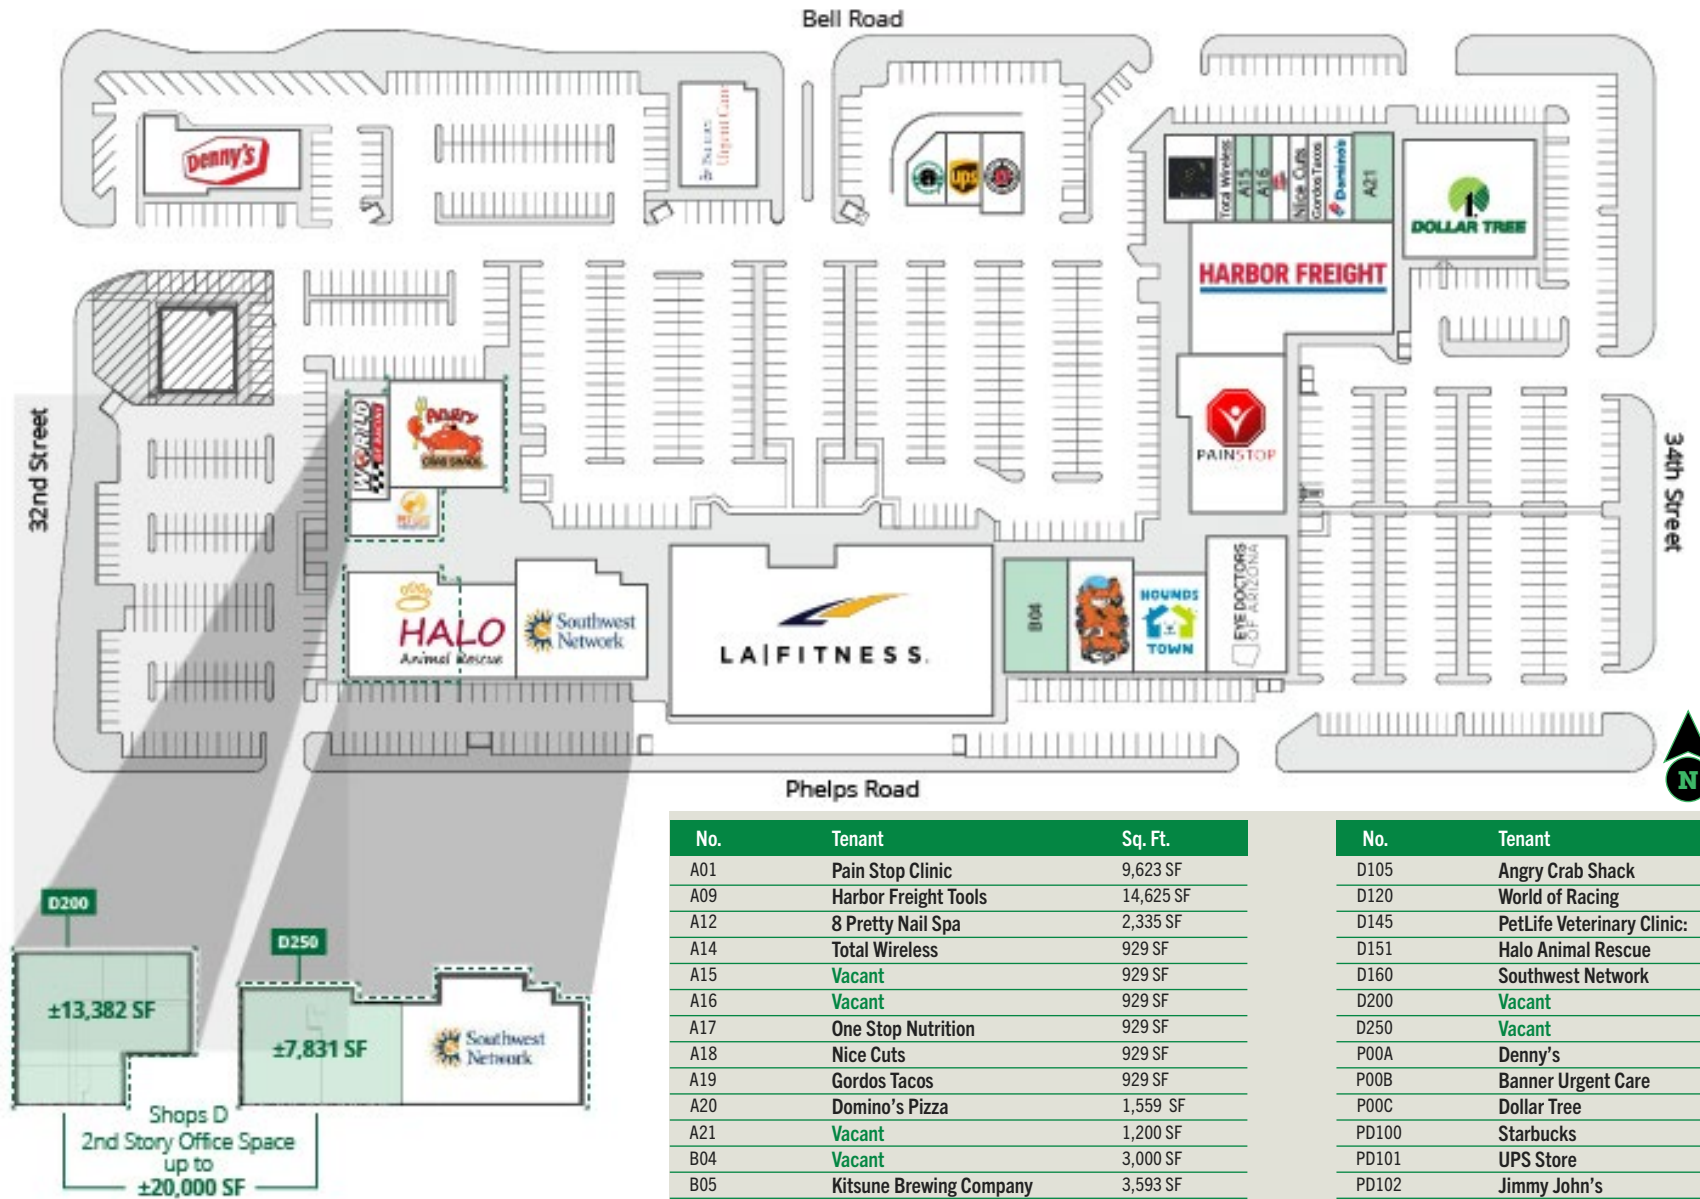 Bell Road
Denny's
Banner
Urgent Care
ups
Total Wireless
A15
A16
Nice Cuts
Gordos Tacos
Domino's
A21
DOLLAR TREE
HARBOR FREIGHT
32nd Street
WORLD
OF RACING
Angry
CRAB SHACK
PAINSTOP
34th Street
HALO
Animal Rescue
Southwest
Network
LA|FITNESS.
B04
HOUNDS
TOWN
EYE DOCTORS
OF ARIZONA
Phelps Road
N
D200
±13,382 SF
D250
±7,831 SF
Southwest
Network
Shops D
2nd Story Office Space
up to
±20,000 SF
No. Tenant Sq. Ft.
A01 Pain Stop Clinic 9,623 SF
A09 Harbor Freight Tools 14,625 SF
A12 8 Pretty Nail Spa 2,335 SF
A14 Total Wireless 929 SF
A15 Vacant 929 SF
A16 Vacant 929 SF
A17 One Stop Nutrition 929 SF
A18 Nice Cuts 929 SF
A19 Gordos Tacos 929 SF
A20 Domino's Pizza 1,559 SF
A21 Vacant 1,200 SF
B04 Vacant 3,000 SF
B05 Kitsune Brewing Company 3,593 SF
No. Tenant
D105 Angry Crab Shack
D120 World of Racing
D145 PetLife Veterinary Clinic:
D151 Halo Animal Rescue
D160 Southwest Network
D200 Vacant
D250 Vacant
P00A Denny's
P00B Banner Urgent Care
P00C Dollar Tree
PD100 Starbucks
PD101 UPS Store
PD102 Jimmy John's